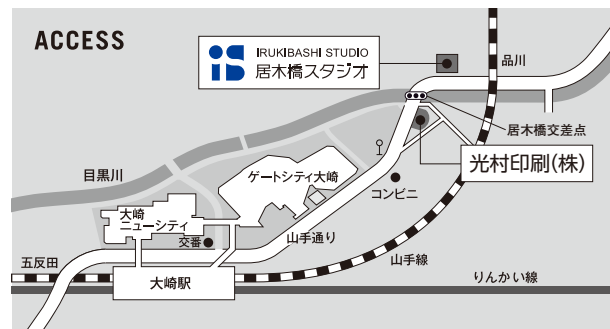 ACCESS
iS
IRUKIBASHI STUDIO
居木橋スタジオ
品川
居木橋交差点
光村印刷(株)
目黒川
ゲートシティ大崎
コンビニ
大崎
ニューシティ
交番
山手通り
五反田
山手線
りんかい線
大崎駅